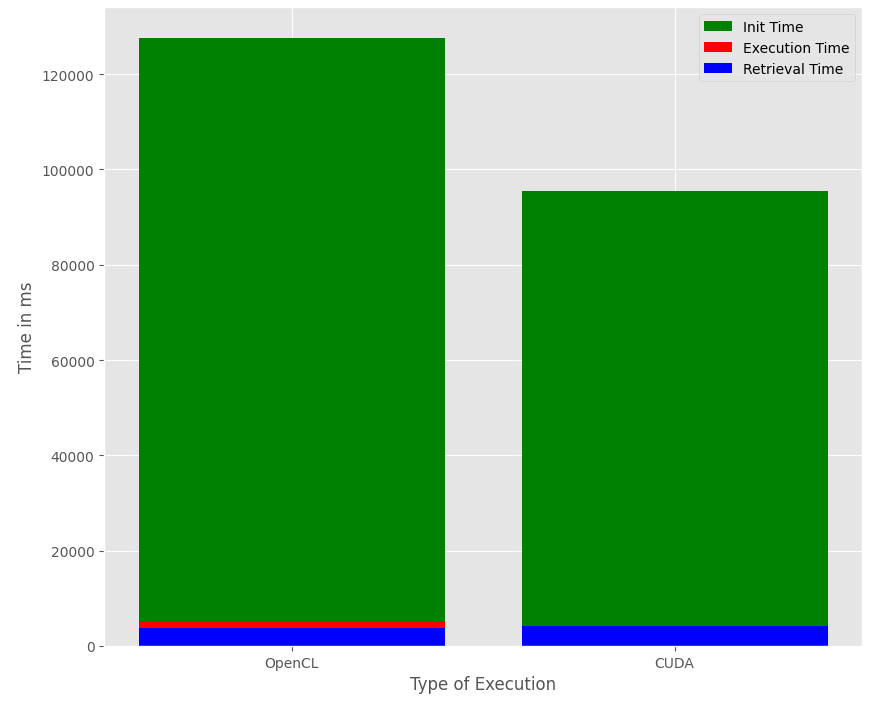 Init Time
Execution Time
Retrieval Time
120000
100000
80000
60000
40000
20000
0
Time in ms
OpenCL
CUDA
Type of Execution